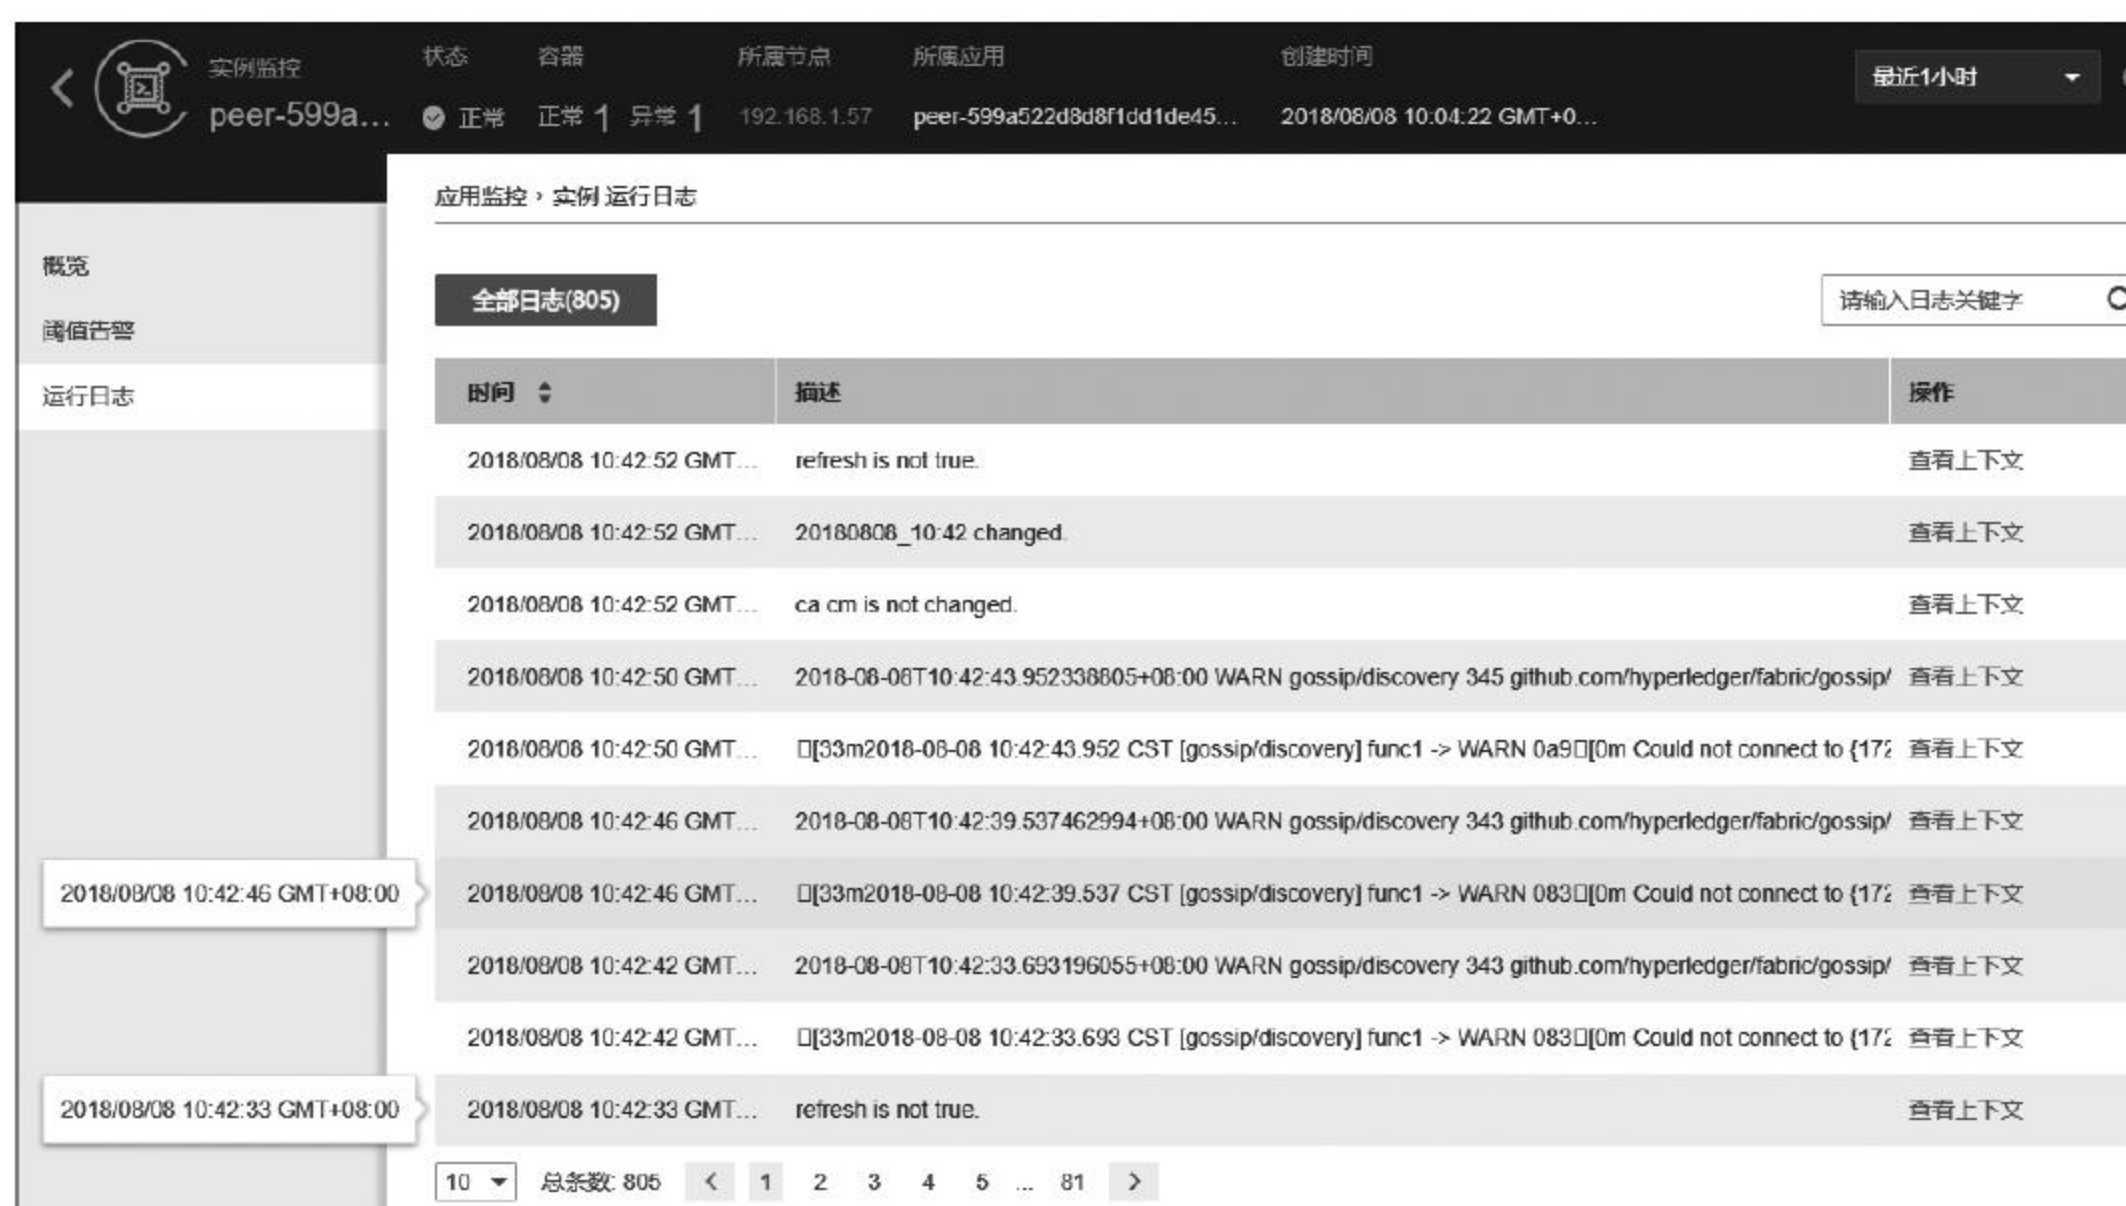 实例监控
peer-599a...
状态
正常
容器
正常 1 异常 1
所属节点
192.168.1.57
所属应用
peer-599a522d8d8f1dd1de45...
创建时间
2018/08/08 10:04:22 GMT+0...
最近1小时
概览
阈值告警
运行日志
应用监控 › 实例 运行日志
全部日志(805)
请输入日志关键字
时间 描述 操作
2018/08/08 10:42:52 GMT... refresh is not true. 查看上下文
2018/08/08 10:42:52 GMT... 20180808_10:42 changed. 查看上下文
2018/08/08 10:42:52 GMT... ca cm is not changed. 查看上下文
2018/08/08 10:42:50 GMT... 2018-08-08T10:42:43.952338805+08:00 WARN gossip/discovery 345 github.com/hyperledger/fabric/gossip/ 查看上下文
2018/08/08 10:42:50 GMT... □[33m2018-08-08 10:42:43.952 CST [gossip/discovery] func1 -> WARN 0a9□[0m Could not connect to {172 查看上下文
2018/08/08 10:42:46 GMT... 2018-08-08T10:42:39.537462994+08:00 WARN gossip/discovery 343 github.com/hyperledger/fabric/gossip/ 查看上下文
2018/08/08 10:42:46 GMT+08:00
2018/08/08 10:42:46 GMT... □[33m2018-08-08 10:42:39.537 CST [gossip/discovery] func1 -> WARN 083□[0m Could not connect to {172 查看上下文
2018/08/08 10:42:42 GMT... 2018-08-08T10:42:33.693196055+08:00 WARN gossip/discovery 343 github.com/hyperledger/fabric/gossip/ 查看上下文
2018/08/08 10:42:42 GMT... □[33m2018-08-08 10:42:33.693 CST [gossip/discovery] func1 -> WARN 083□[0m Could not connect to {172 查看上下文
2018/08/08 10:42:33 GMT+08:00
2018/08/08 10:42:33 GMT... refresh is not true. 查看上下文
10 总条数: 805 < 1 2 3 4 5 ... 81 >